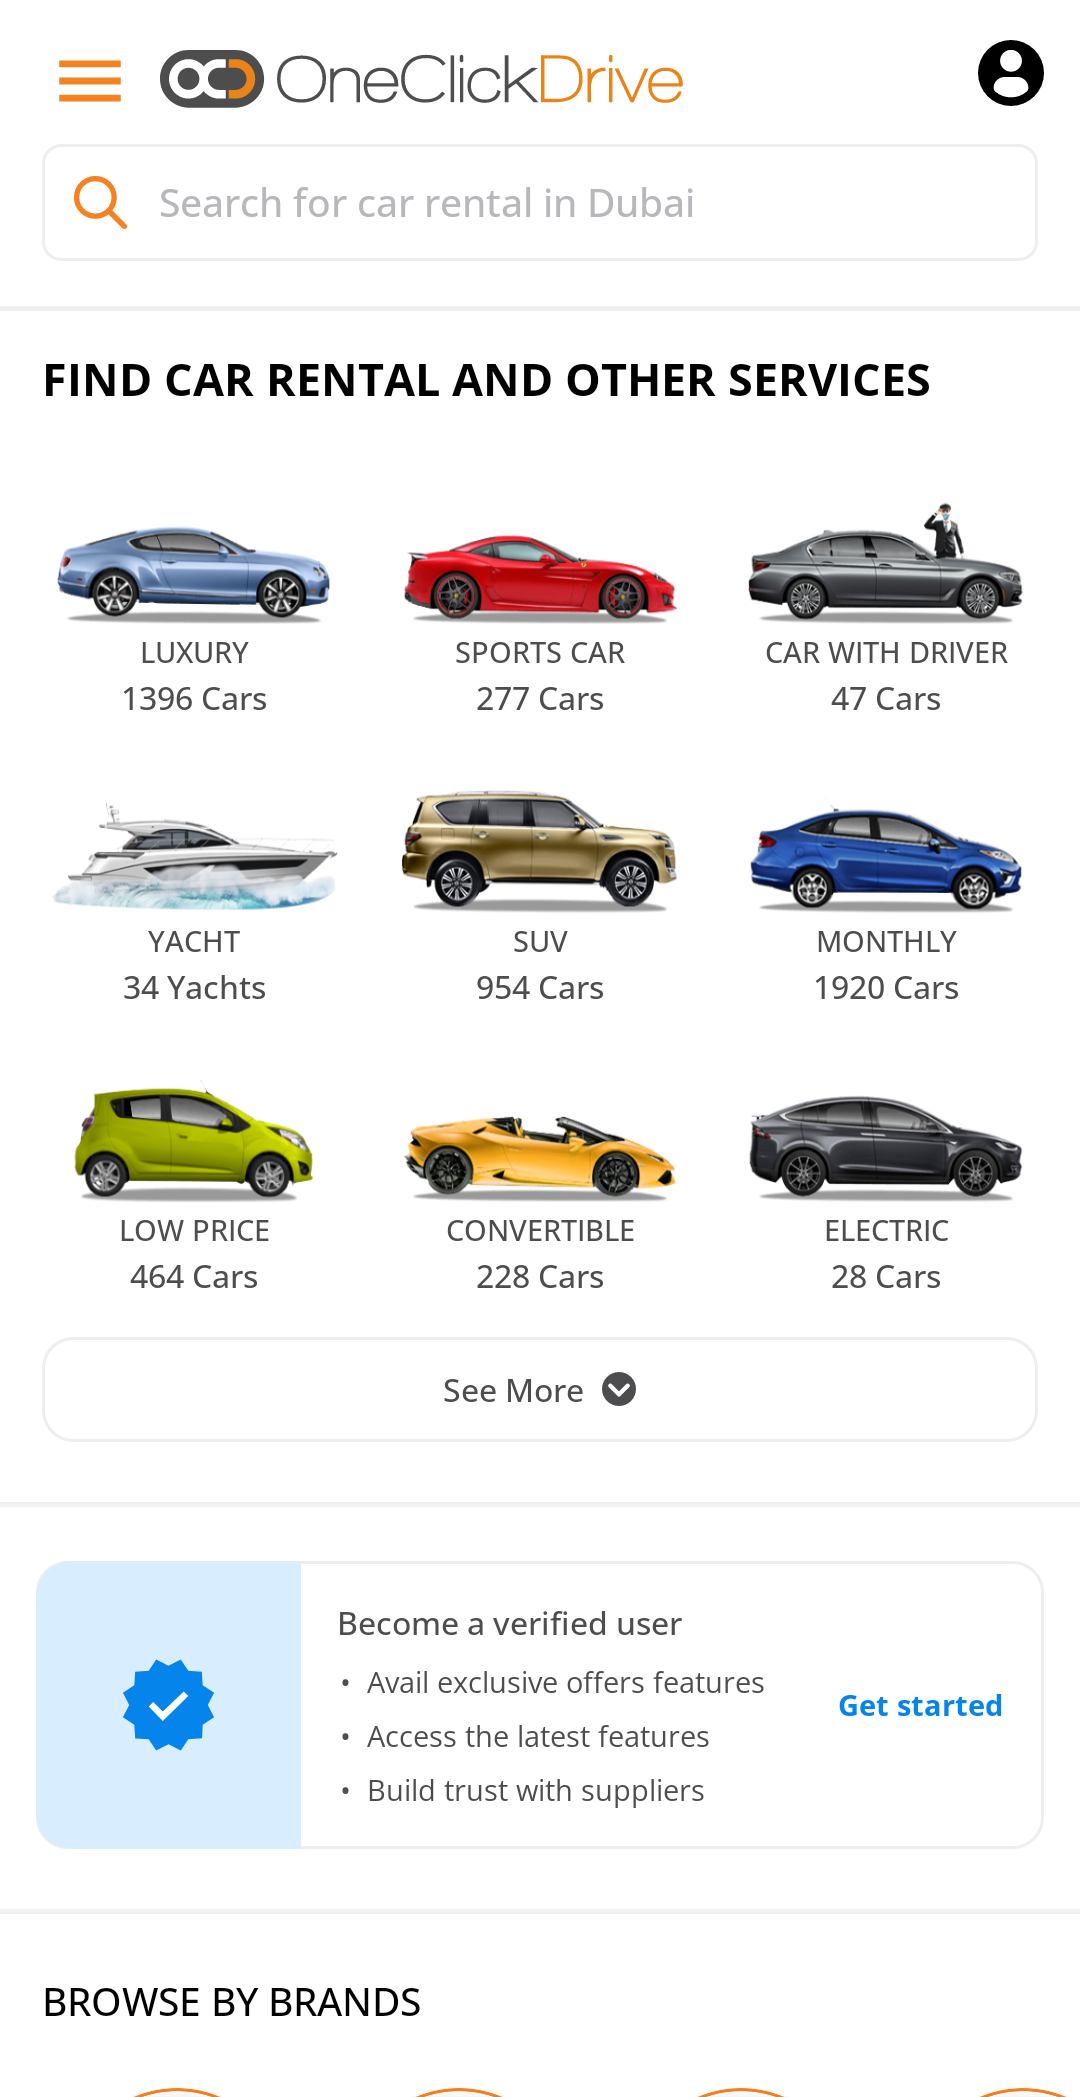 OneClickDrive
Search for car rental in Dubai
FIND CAR RENTAL AND OTHER SERVICES
LUXURY
1396 Cars
SPORTS CAR
277 Cars
CAR WITH DRIVER
47 Cars
YACHT
34 Yachts
SUV
954 Cars
MONTHLY
1920 Cars
LOW PRICE
464 Cars
CONVERTIBLE
228 Cars
ELECTRIC
28 Cars
See More
Become a verified user
• Avail exclusive offers features
• Access the latest features
• Build trust with suppliers
Get started
BROWSE BY BRANDS